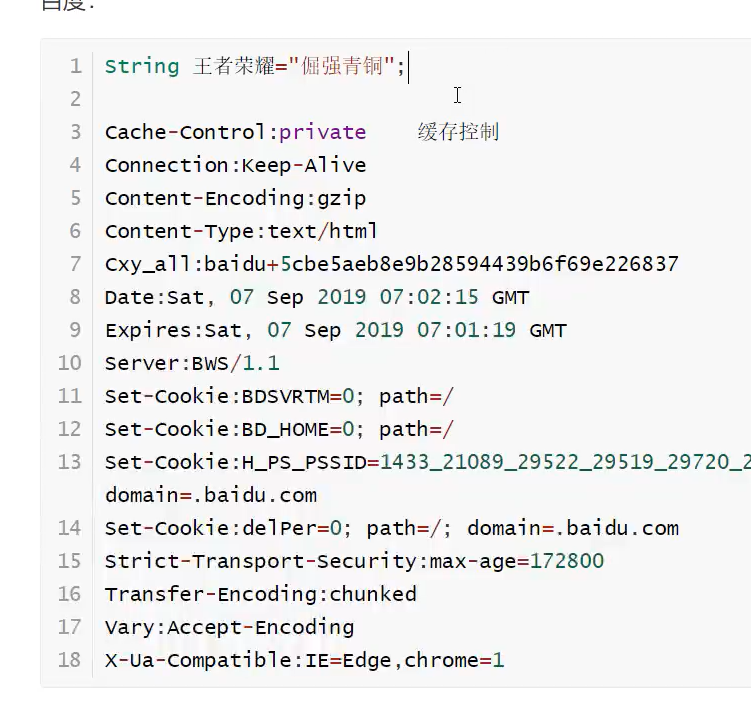 百度：
1 String 王者荣耀="倔强青铜";
2
3 Cache-Control:private    缓存控制
4 Connection:Keep-Alive
5 Content-Encoding:gzip
6 Content-Type:text/html
7 Cxy_all:baidu+5cbe5aeb8e9b28594439b6f69e226837
8 Date:Sat, 07 Sep 2019 07:02:15 GMT
9 Expires:Sat, 07 Sep 2019 07:01:19 GMT
10 Server:BWS/1.1
11 Set-Cookie:BDSVRTM=0; path=/
12 Set-Cookie:BD_HOME=0; path=/
13 Set-Cookie:H_PS_PSSID=1433_21089_29522_29519_29720_2
domain=.baidu.com
14 Set-Cookie:delPer=0; path=/; domain=.baidu.com
15 Strict-Transport-Security:max-age=172800
16 Transfer-Encoding:chunked
17 Vary:Accept-Encoding
18 X-Ua-Compatible:IE=Edge,chrome=1